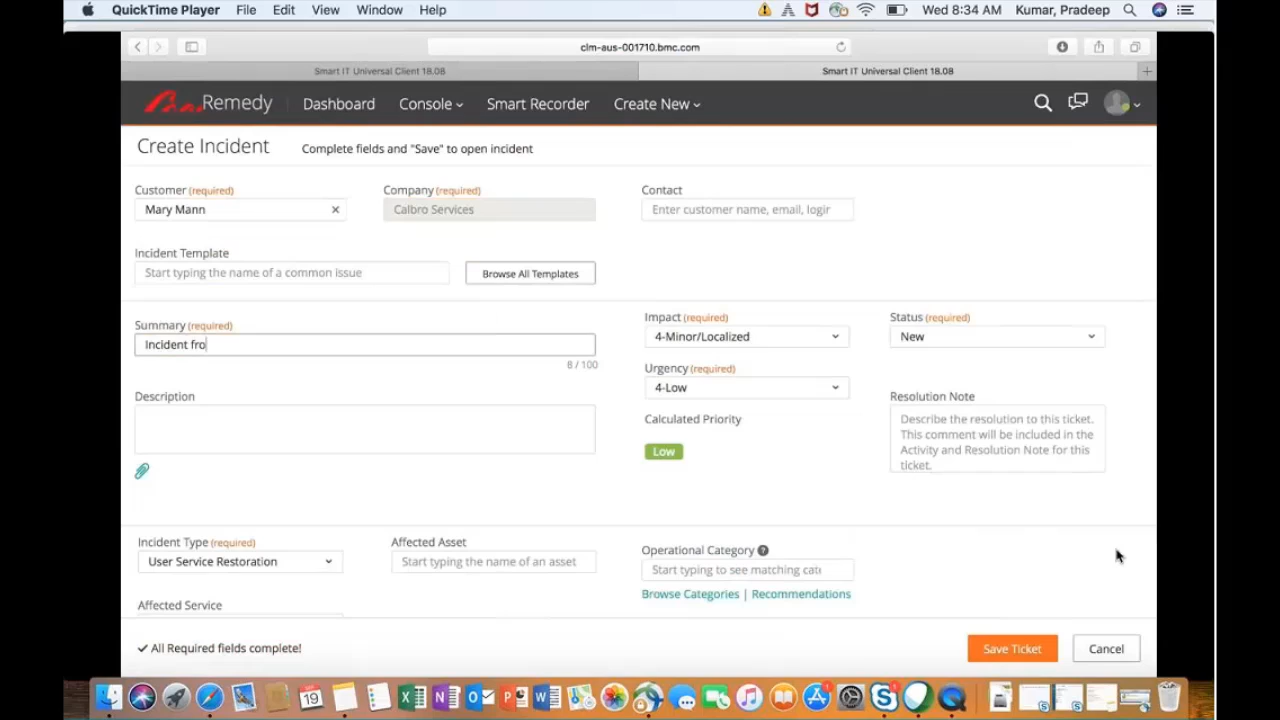 QuickTime Player File Edit View Window Help Wed 8:34 AM Kumar, Pradeep
clm-aus-001710.bmc.com
Smart IT Universal Client 18.08 Smart IT Universal Client 18.08 +
Remedy Dashboard Console Smart Recorder Create New
Create Incident Complete fields and "Save" to open incident
Customer (required) Company (required) Contact
Mary Mann Calbro Services Enter customer name, email, login
Incident Template
Start typing the name of a common issue Browse All Templates
Summary (required) Impact (required) Status (required)
Incident fro 4-Minor/Localized New
8 / 100
Urgency (required)
4-Low
Description Resolution Note
Calculated Priority
Describe the resolution to this ticket.
This comment will be included in the
Activity and Resolution Note for this
ticket.
Low
Incident Type (required) Affected Asset Operational Category
User Service Restoration Start typing the name of an asset Start typing to see matching cate
Browse Categories | Recommendations
Affected Service
All Required fields complete! Save Ticket Cancel
19